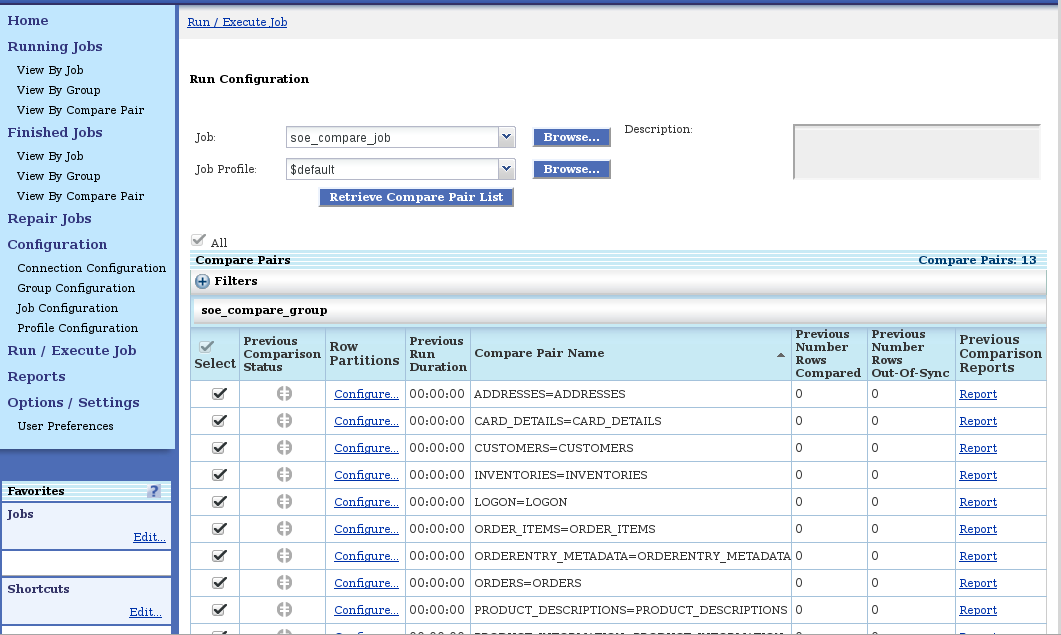 Home
Running Jobs
View By Job
View By Group
View By Compare Pair
Finished Jobs
View By Job
View By Group
View By Compare Pair
Repair Jobs
Configuration
Connection Configuration
Group Configuration
Job Configuration
Profile Configuration
Run / Execute Job
Reports
Options / Settings
User Preferences
Favorites ?
Jobs
Edit...
Shortcuts
Edit...
Run / Execute Job
Run Configuration
Job: soe_compare_job Browse... Description:
Job Profile: $default Browse...
Retrieve Compare Pair List
All
Compare Pairs Compare Pairs: 13
Filters
soe_compare_group
Select
Previous
Comparison
Status
Row
Partitions
Previous
Run
Duration
Compare Pair Name
Previous
Number
Rows
Compared
Previous
Number
Rows
Out-Of-Sync
Previous
Comparison
Reports
Configure... 00:00:00 ADDRESSES=ADDRESSES 0 0 Report
Configure... 00:00:00 CARD_DETAILS=CARD_DETAILS 0 0 Report
Configure... 00:00:00 CUSTOMERS=CUSTOMERS 0 0 Report
Configure... 00:00:00 INVENTORIES=INVENTORIES 0 0 Report
Configure... 00:00:00 LOGON=LOGON 0 0 Report
Configure... 00:00:00 ORDER_ITEMS=ORDER_ITEMS 0 0 Report
Configure... 00:00:00 ORDERENTRY_METADATA=ORDERENTRY_METADATA 0 0 Report
Configure... 00:00:00 ORDERS=ORDERS 0 0 Report
Configure... 00:00:00 PRODUCT_DESCRIPTIONS=PRODUCT_DESCRIPTIONS 0 0 Report